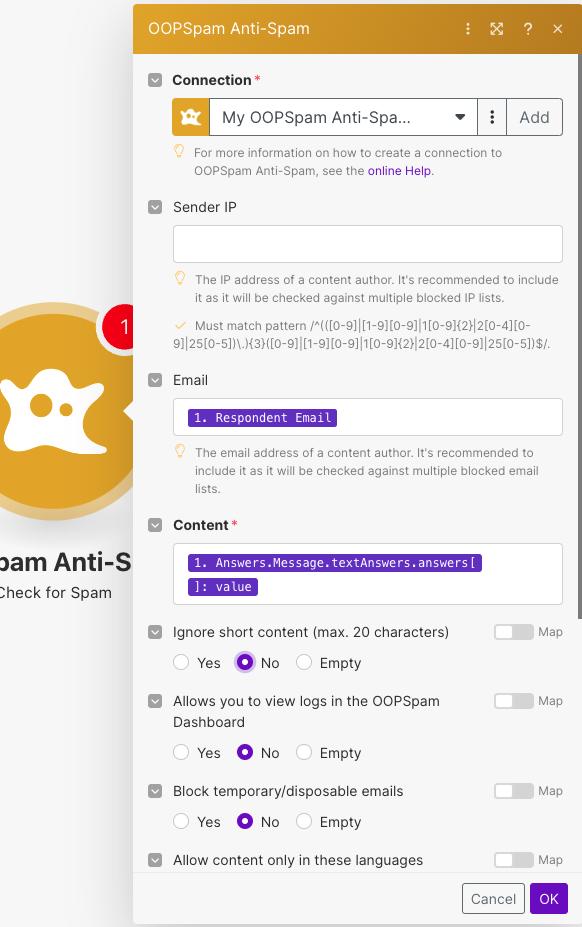 OOPSpam Anti-Spam
?
Connection*
My OOPSpam Anti-Spa...
Add
For more information on how to create a connection to
OOPSpam Anti-Spam, see the online Help.
Sender IP
The IP address of a content author. It's recommended to include
it as it will be checked against multiple blocked IP lists.
Must match pattern /^(([0-9]|[1-9][0-9]|1[0-9]{2}|2[0-4][0-
9]|25[0-5])\.){3}([0-9]|[1-9][0-9]|1[0-9]{2}|2[0-4][0-9]|25[0-5])$/.
1
Email
1. Respondent Email
The email address of a content author. It's recommended to
include it as it will be checked against multiple blocked email
lists.
Content*
1. Answers.Message.textAnswers.answers[
]: value
pam Anti-S
Check for Spam
Ignore short content (max. 20 characters)
Map
Yes No Empty
Allows you to view logs in the OOPSpam
Dashboard
Map
Yes No Empty
Block temporary/disposable emails
Map
Yes No Empty
Allow content only in these languages
Map
Cancel
OK